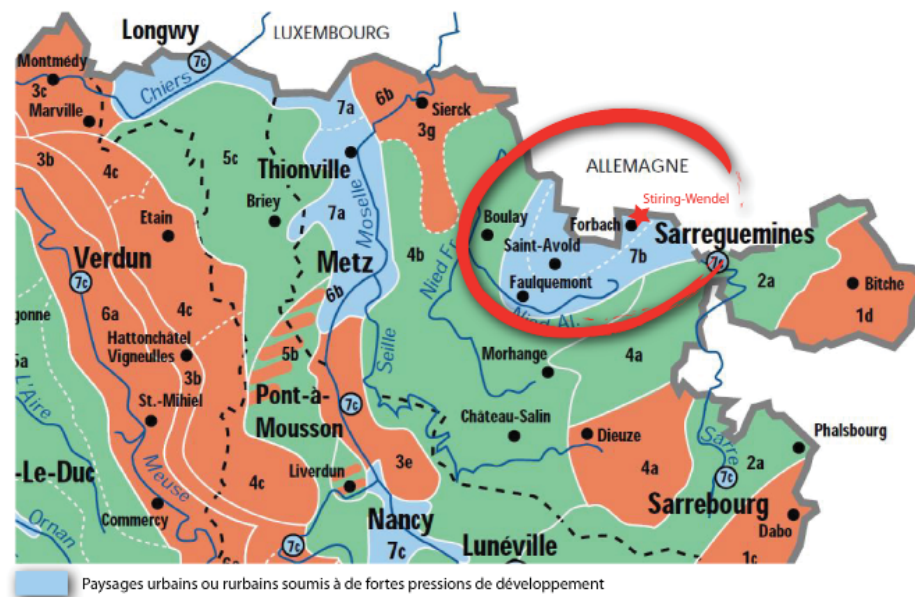 Longwy
7c
LUXEMBOURG
Montmédy
3c
Marville
Chiers
7a
6b
Sierck
3g
3b
4c
5c
Thionville
ALLEMAGNE
Stiring-Wendel
Etain
Briey
7a
Moselle
Boulay
Forbach
Saint-Avold
7b
Sarreguemines
7c
Verdun
7c
Metz
4b
Faulquemont
2a
Bitche
6b
1d
6a
4c
Hattonchâtel
Vigneulles
Seille
4a
5a
L'Aire
3b
5b
Morhange
St.-Mihiel
Pont-à-
Mousson
7c
Château-Salin
Dieuze
Sarre
Phalsbourg
2a
-Le-Duc
Meuse
4c
Liverdun
3e
4a
7c
Sarrebourg
Commercy
Nancy
Dabo
Ornan
7c
7c
Lunéville
1c
Paysages urbains ou rurbains soumis à de fortes pressions de développement